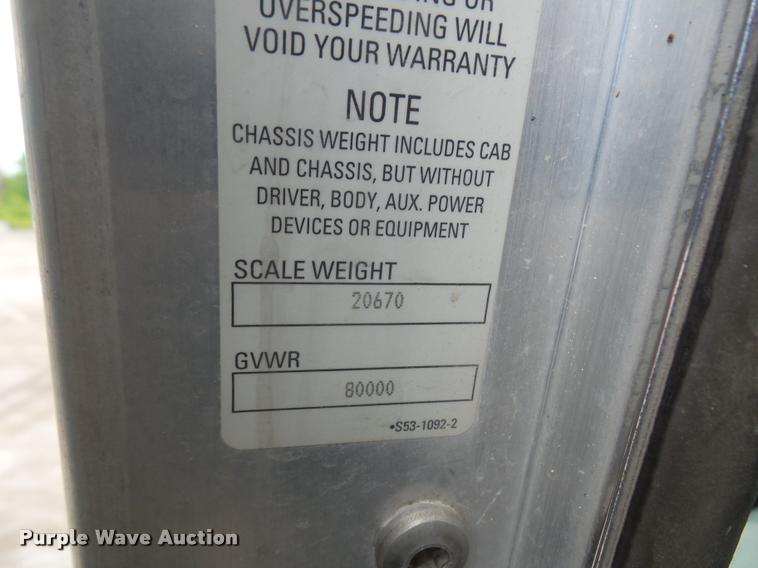 OR
OVERSPEEDING WILL
VOID YOUR WARRANTY
NOTE
CHASSIS WEIGHT INCLUDES CAB
AND CHASSIS, BUT WITHOUT
DRIVER, BODY, AUX. POWER
DEVICES OR EQUIPMENT
SCALE WEIGHT
20670
GVWR
80000
•S53-1092-2
Purple Wave Auction